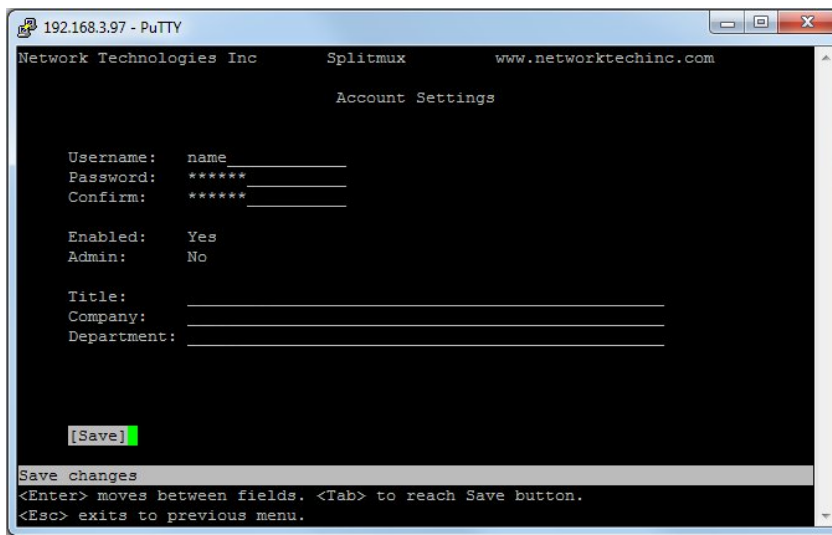 192.168.3.97 - PuTTY
Network Technologies Inc Splitmux www.networktechinc.com
Account Settings
Username: name
Password: ******
Confirm: ******
Enabled: Yes
Admin: No
Title:
Company:
Department:
[Save]
Save changes
<Enter> moves between fields. <Tab> to reach Save button.
<Esc> exits to previous menu.